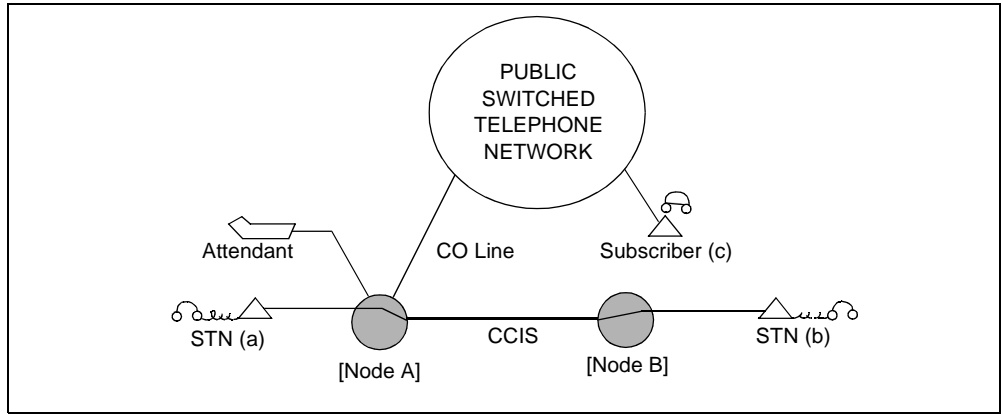 PUBLIC
SWITCHED
TELEPHONE
NETWORK
Attendant
CO Line
Subscriber (c)
STN (a)
CCIS
STN (b)
[Node A]
[Node B]